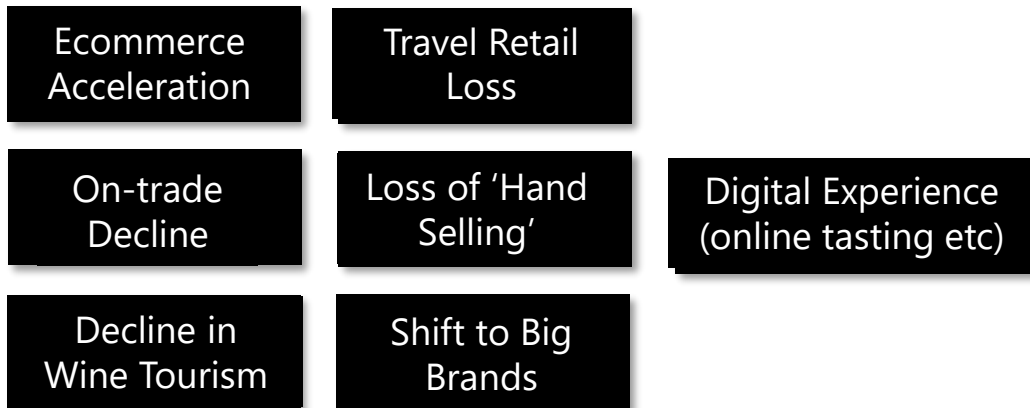 Ecommerce
Acceleration
Travel Retail
Loss
On-trade
Decline
Loss of ‘Hand
Selling’
Digital Experience
(online tasting etc)
Decline in
Wine Tourism
Shift to Big
Brands